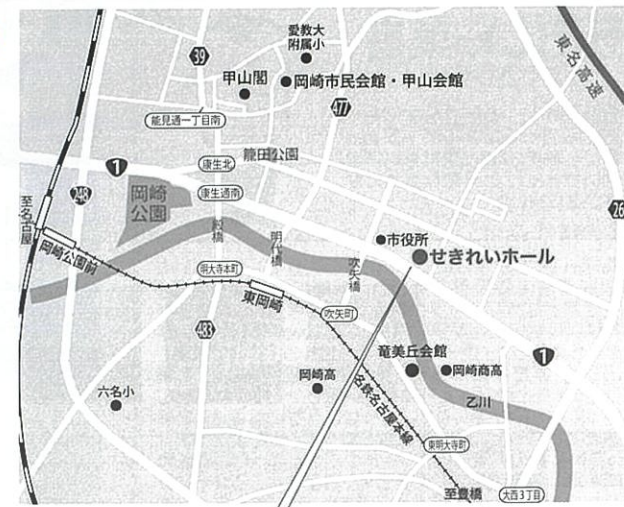 愛教大
附属小
39
甲山閣
岡崎市民会館・甲山会館
477
東名高速
能見通一丁目南
籠田公園
康生北
1
248
岡崎
公園
康生通南
26
至名古屋
岡崎公園前
殿橋
明代橋
市役所
せきれいホール
吹矢橋
明大寺本町
東岡崎
吹矢町
483
竜美丘会館
岡崎商高
1
岡崎高
六名小
名鉄名古屋本線
乙川
東明大寺町
至豊橋
大西3丁目